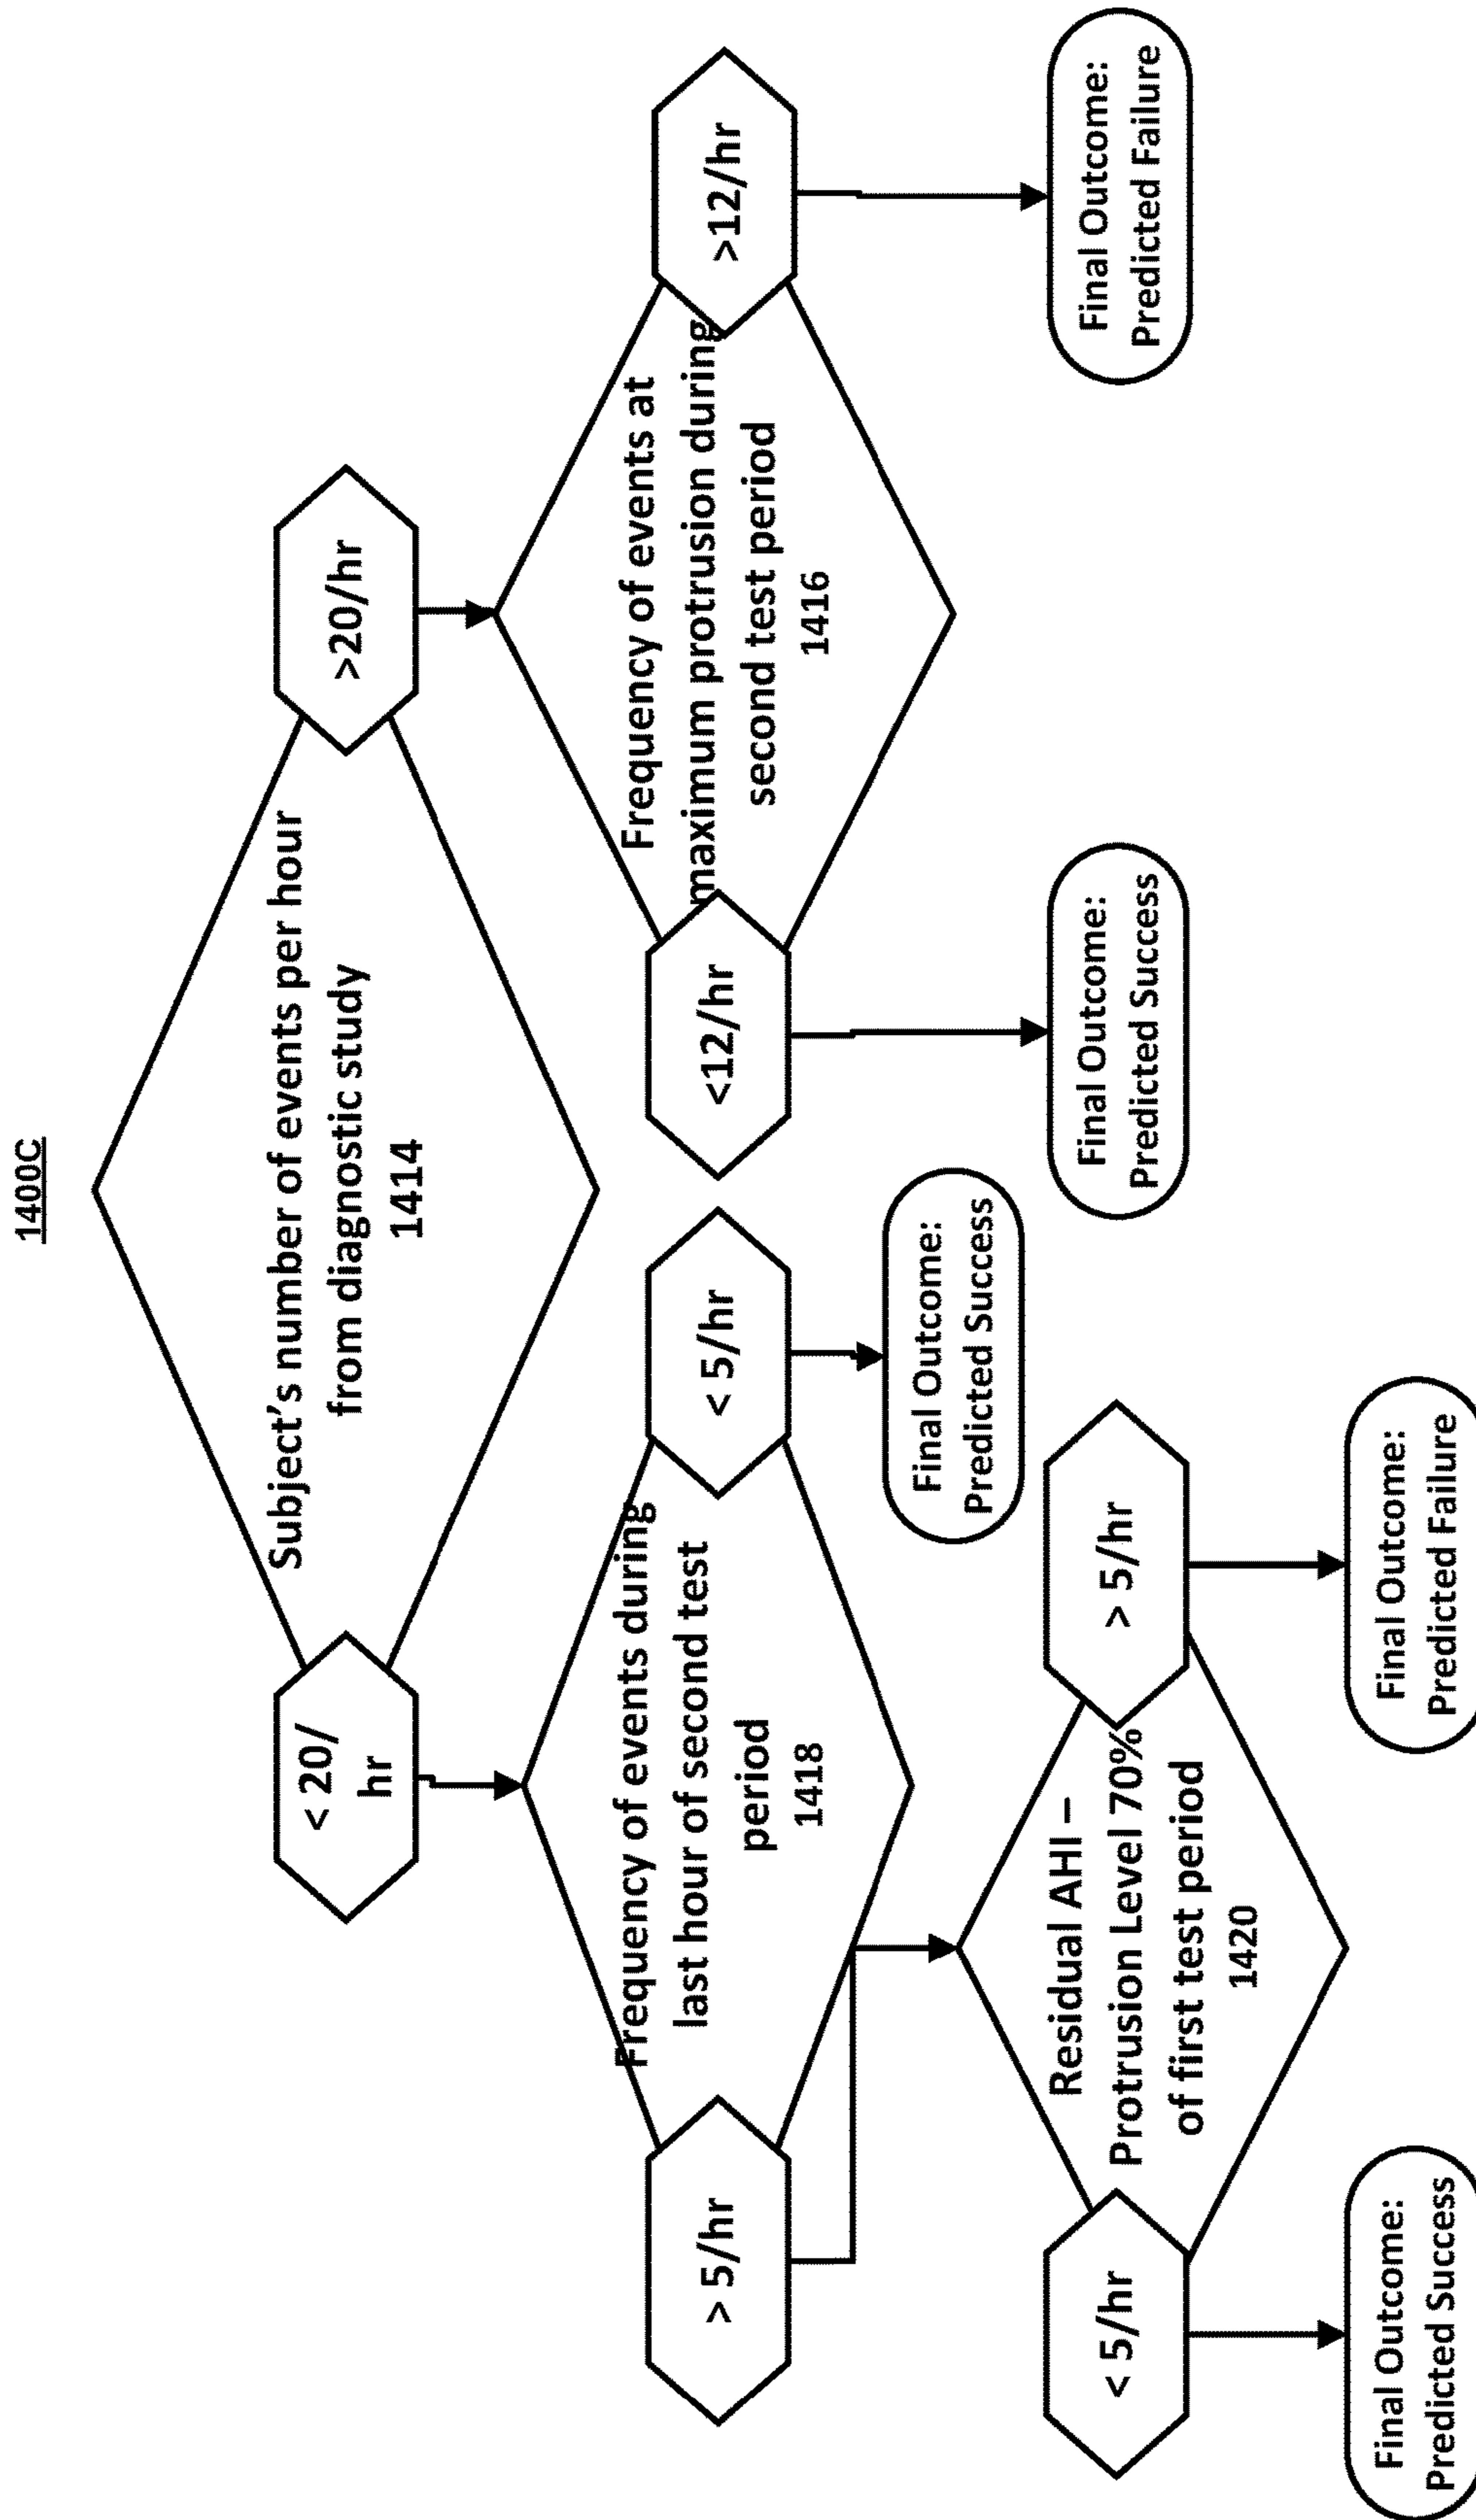 1400C
Subject's number of events per hour
from diagnostic study
1414
< 20/
hr
>20/hr
Frequency of events during
last hour of second test
period
1418
Frequency of events at
maximum protrusion during
second test period
1416
> 5/hr
< 5/hr
<12/hr
>12/hr
Final Outcome:
Predicted Success
Final Outcome:
Predicted Success
Final Outcome:
Predicted Failure
Residual AHI –
Protrusion Level 70%
of first test period
1420
< 5/hr
> 5/hr
Final Outcome:
Predicted Success
Final Outcome:
Predicted Failure